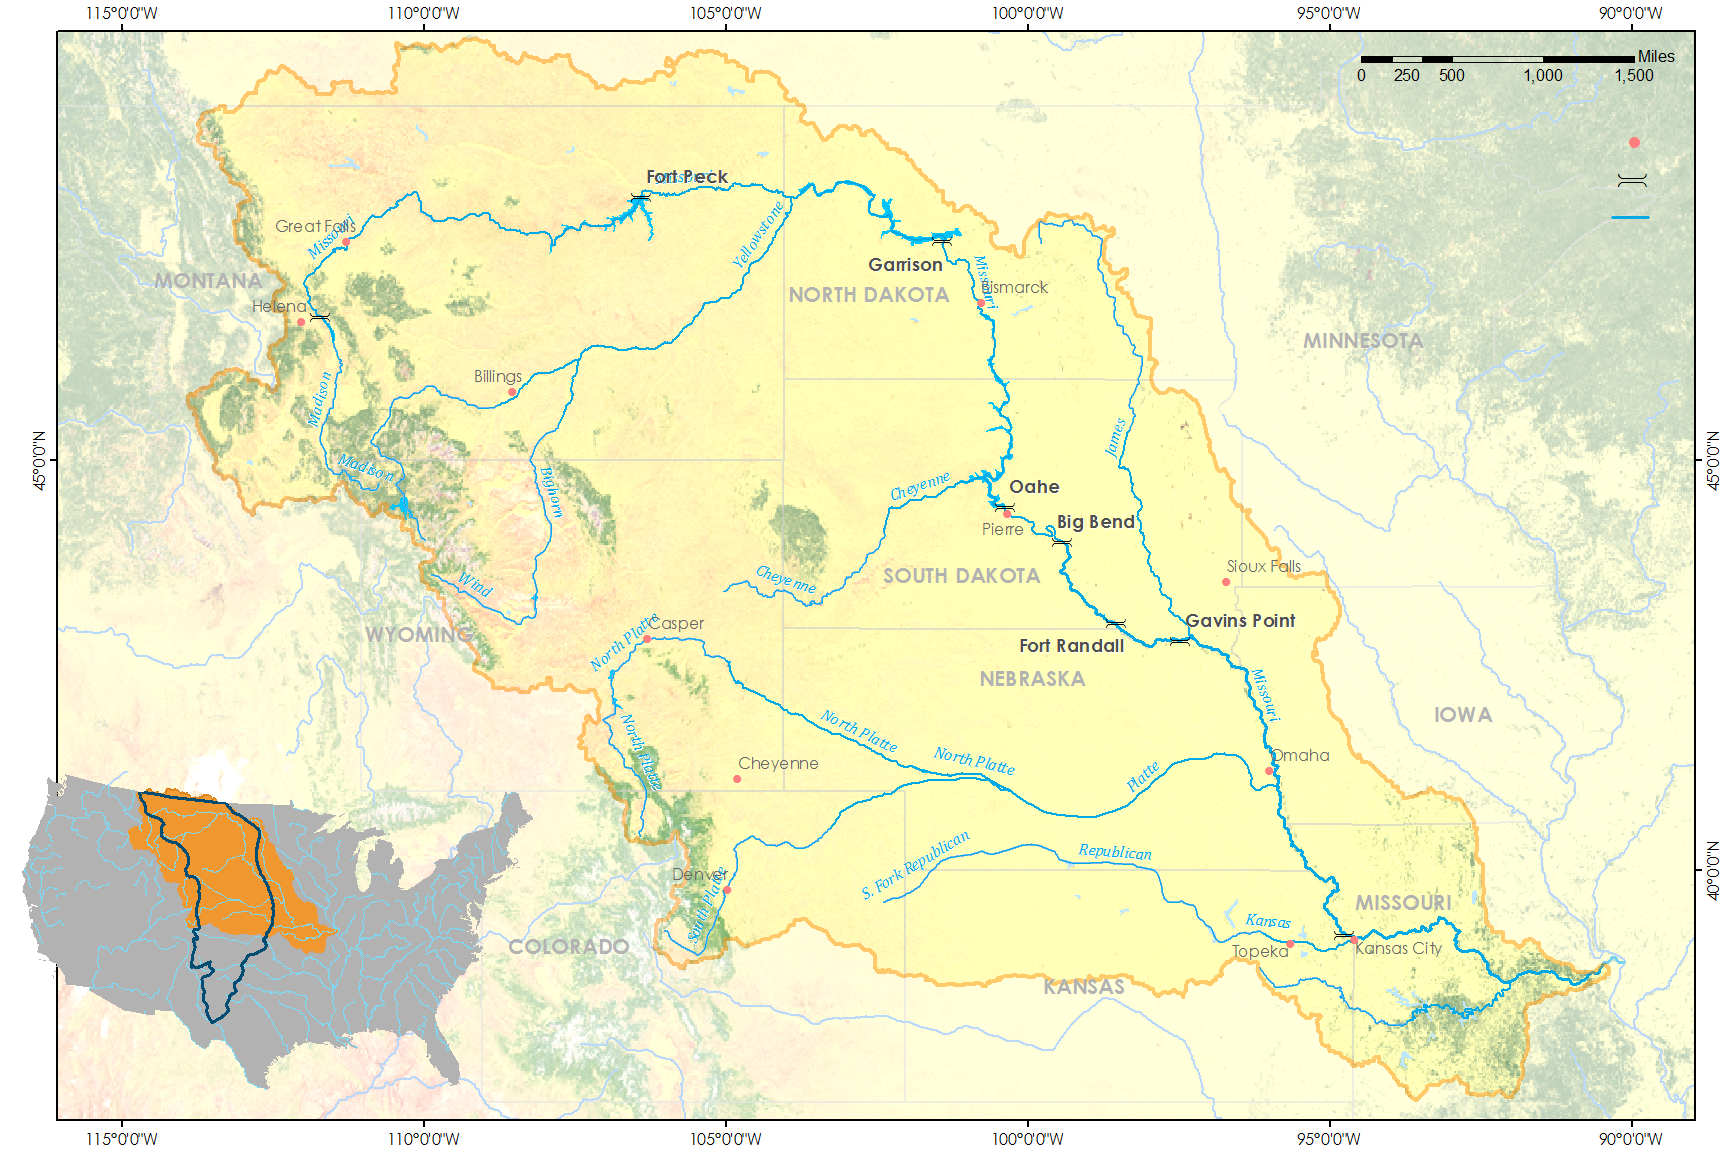 115°0'0"W 110°0'0"W 105°0'0"W 100°0'0"W 95°0'0"W 90°0'0"W
Miles
0 250 500 1,000 1,500
Fort Peck
Missouri
Great Falls
Missouri
Yellowstone
Garrison
Missouri
MONTANA
NORTH DAKOTA
Bismarck
Helena
MINNESOTA
Billings
Madison
James
45°0'0"N
45°0'0"N
Madison
Bighorn
Cheyenne
Oahe
Pierre
Big Bend
Wind
Cheyenne
SOUTH DAKOTA
Sioux Falls
WYOMING
North Platte
Casper
Gavins Point
Fort Randall
NEBRASKA
Missouri
IOWA
North Platte
North Platte
North Platte
Cheyenne
Platte
Omaha
S. Fork Republican
Republican
40°0'0"N
Denver
South Platte
MISSOURI
Kansas
COLORADO
Topeka
Kansas City
KANSAS
115°0'0"W 110°0'0"W 105°0'0"W 100°0'0"W 95°0'0"W 90°0'0"W